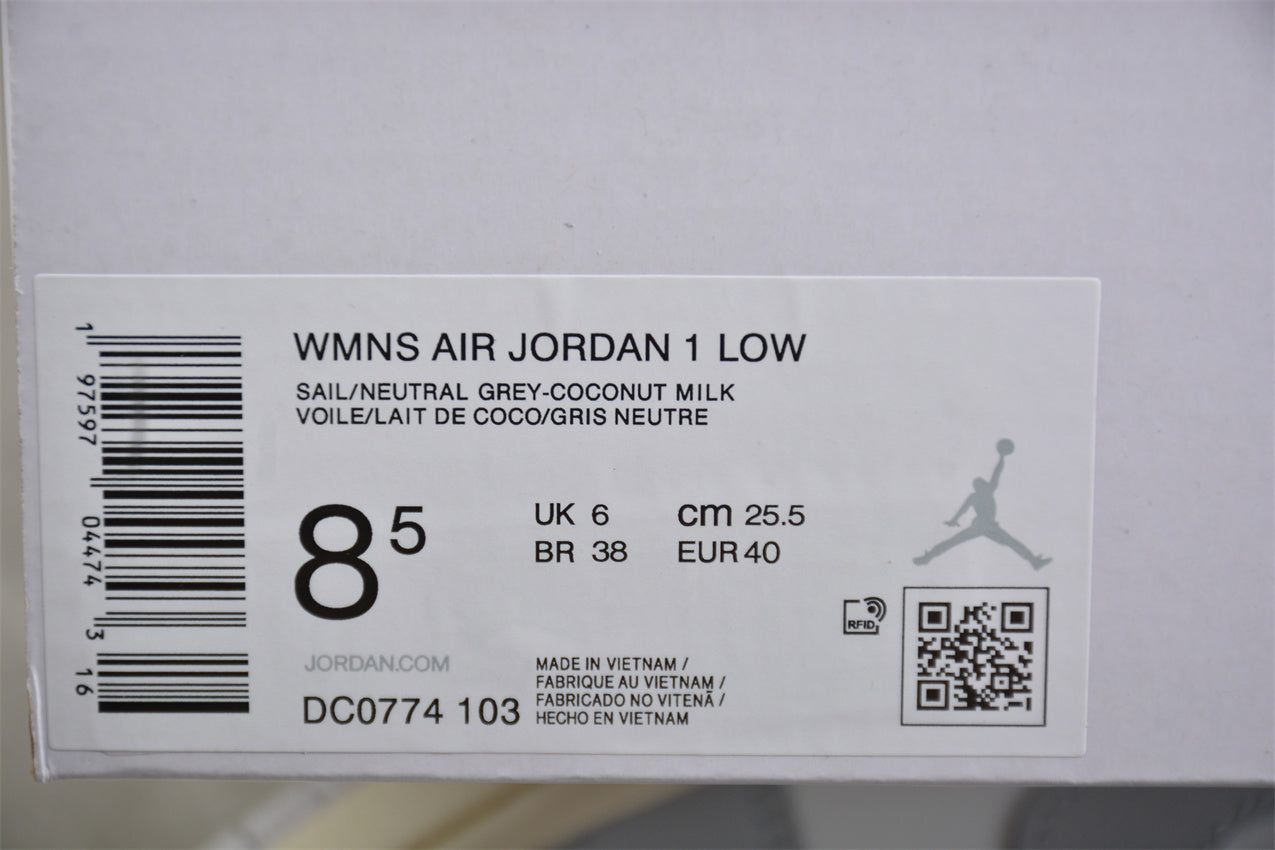 WMNS AIR JORDAN 1 LOW
SAIL/NEUTRAL GREY-COCONUT MILK
VOILE/LAIT DE COCO/GRIS NEUTRE
8 5
UK 6 cm 25.5
BR 38 EUR 40
JORDAN.COM
DC0774 103
MADE IN VIETNAM /
FABRIQUE AU VIETNAM /
FABRICADO NO VITENÃ /
HECHO EN VIETNAM
RFID
1 97597 04474 3 16